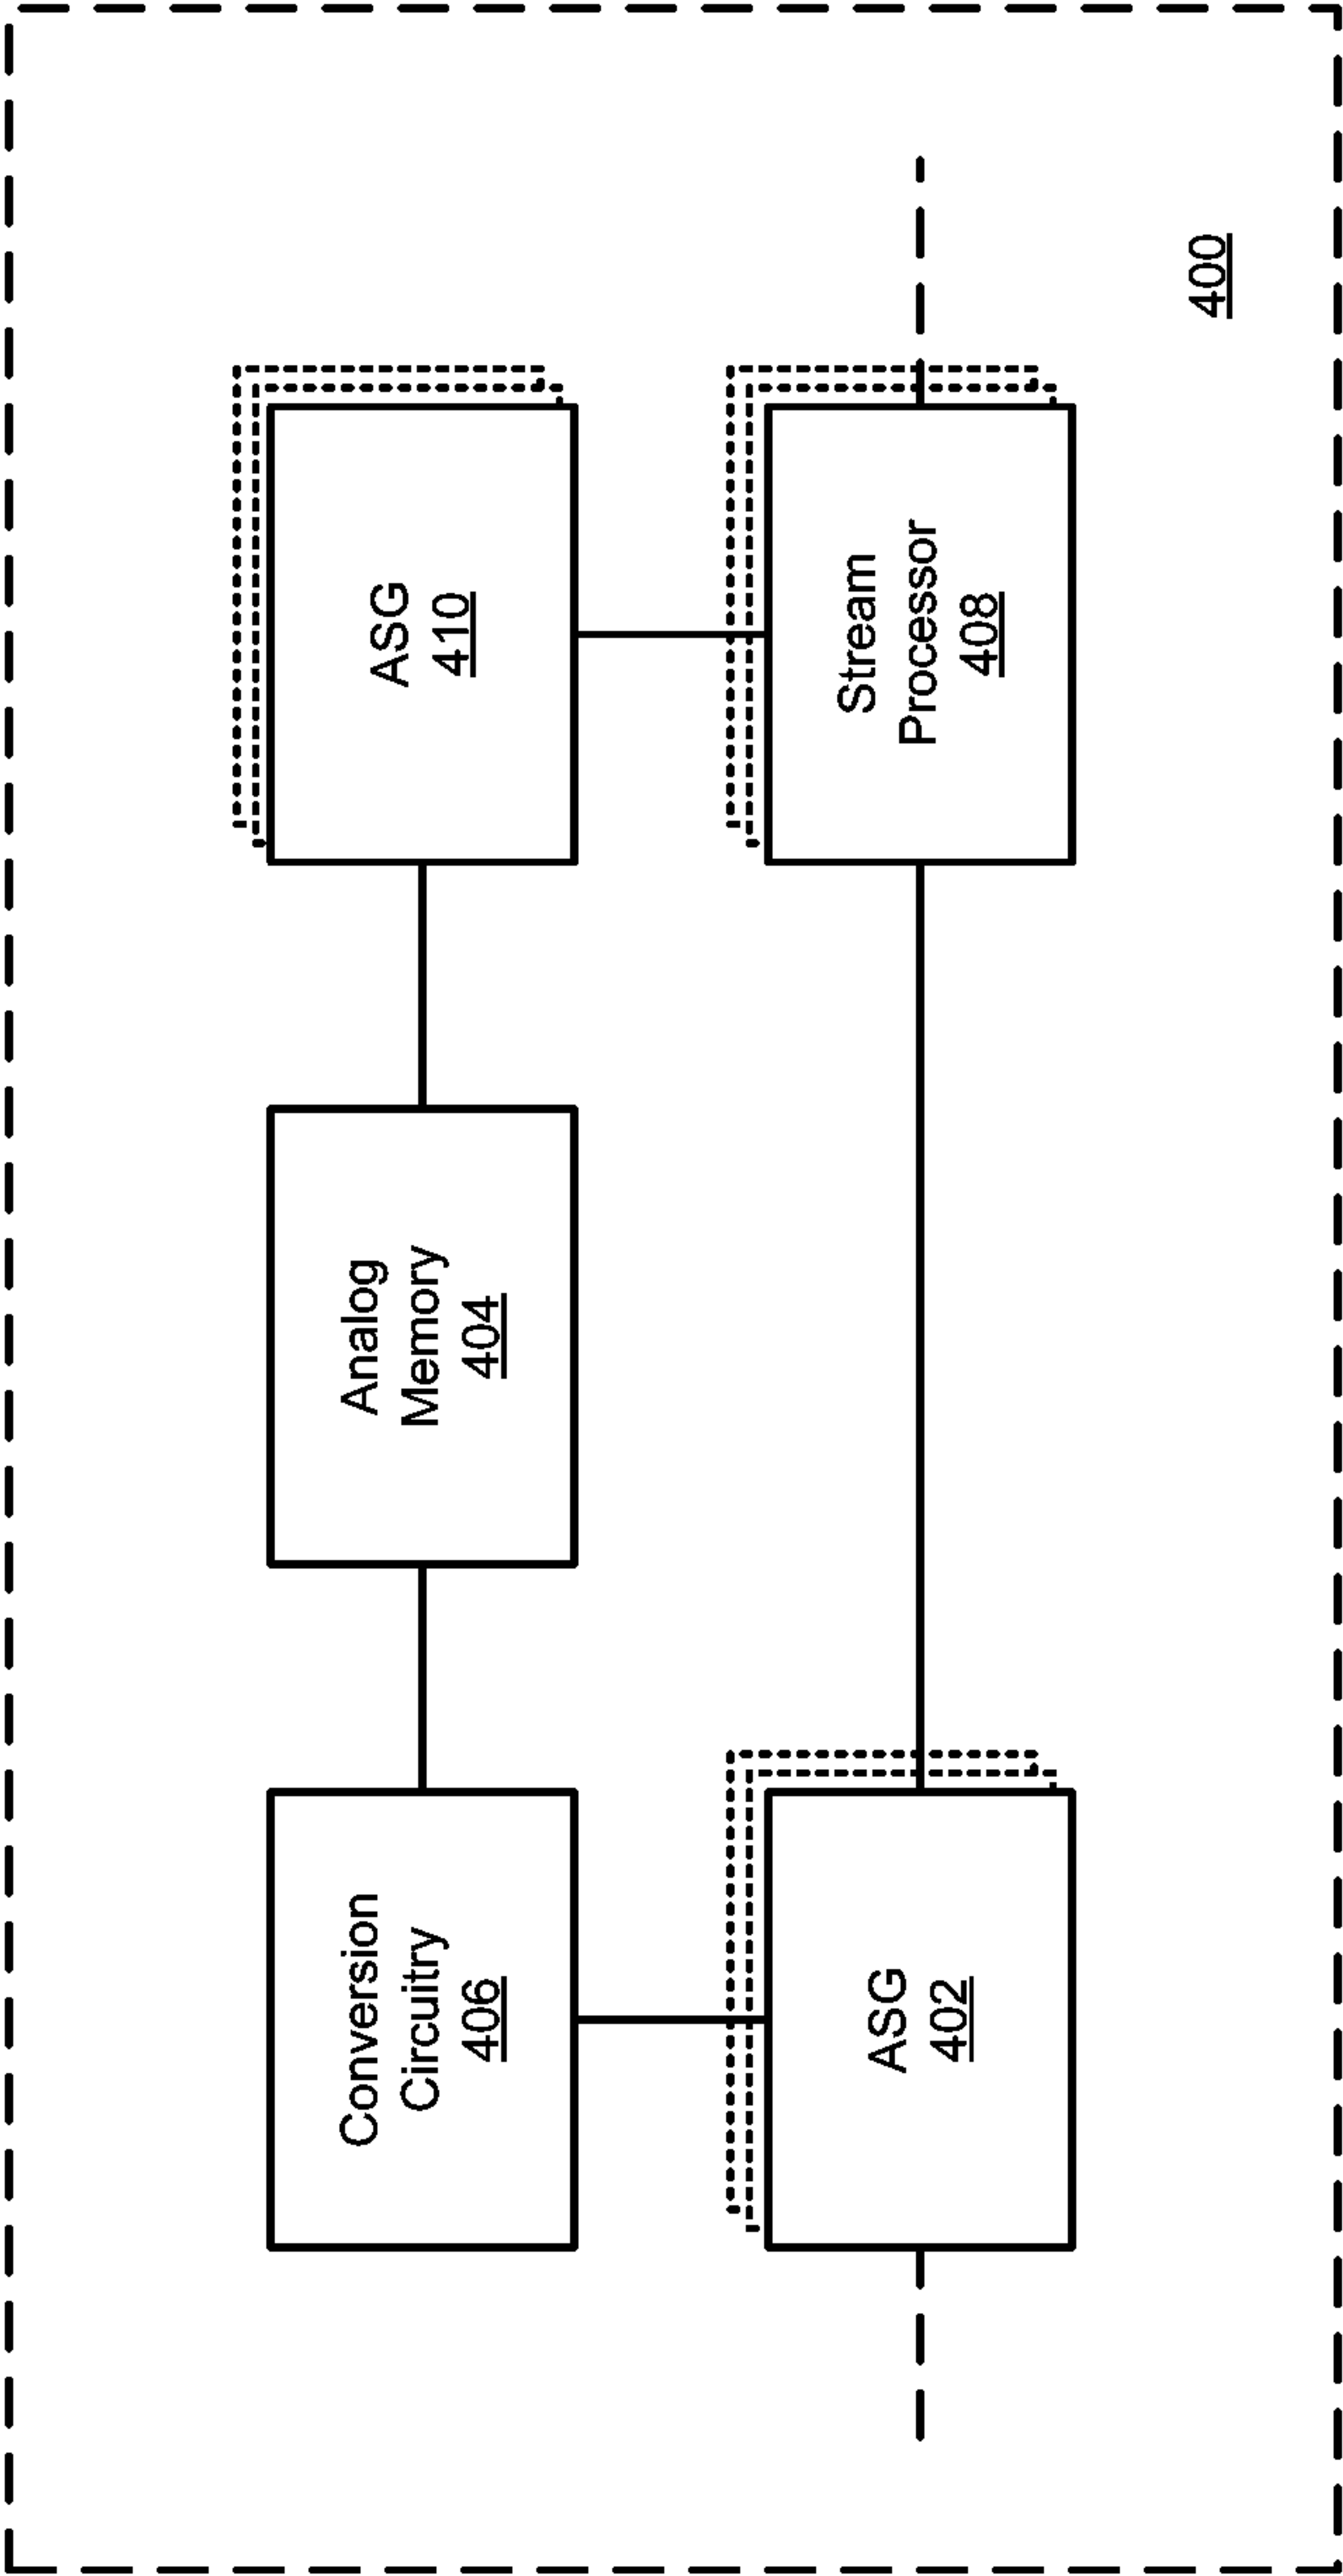 Conversion
Circuitry
406
Analog
Memory
404
ASG
410
ASG
402
Stream
Processor
408
400